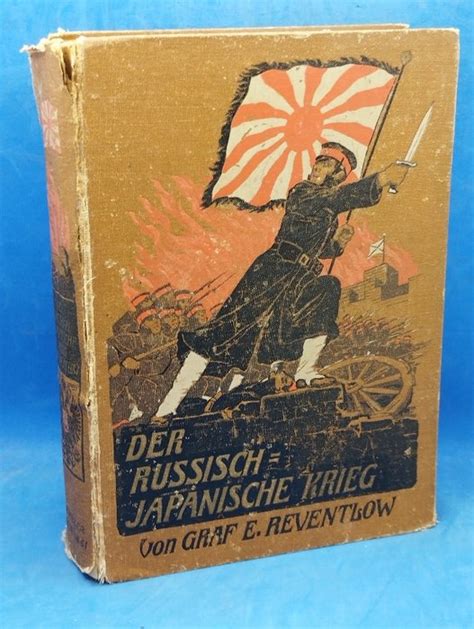 DER
RUSSISCH=
JAPANISCHE KRIEG
von GRAF E. REVENTLOW